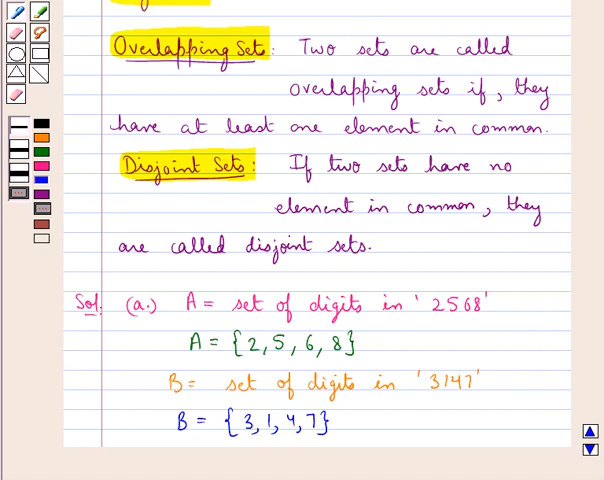 Overlapping Sets: Two sets are called
overlapping sets if, they
have at least one element in common.
Disjoint Sets: If two sets have no
element in common, they
are called disjoint sets.
Sol. (a.) A = set of digits in '2568'
A = {2, 5, 6, 8}
B = set of digits in '3147'
B = {3, 1, 4, 7}